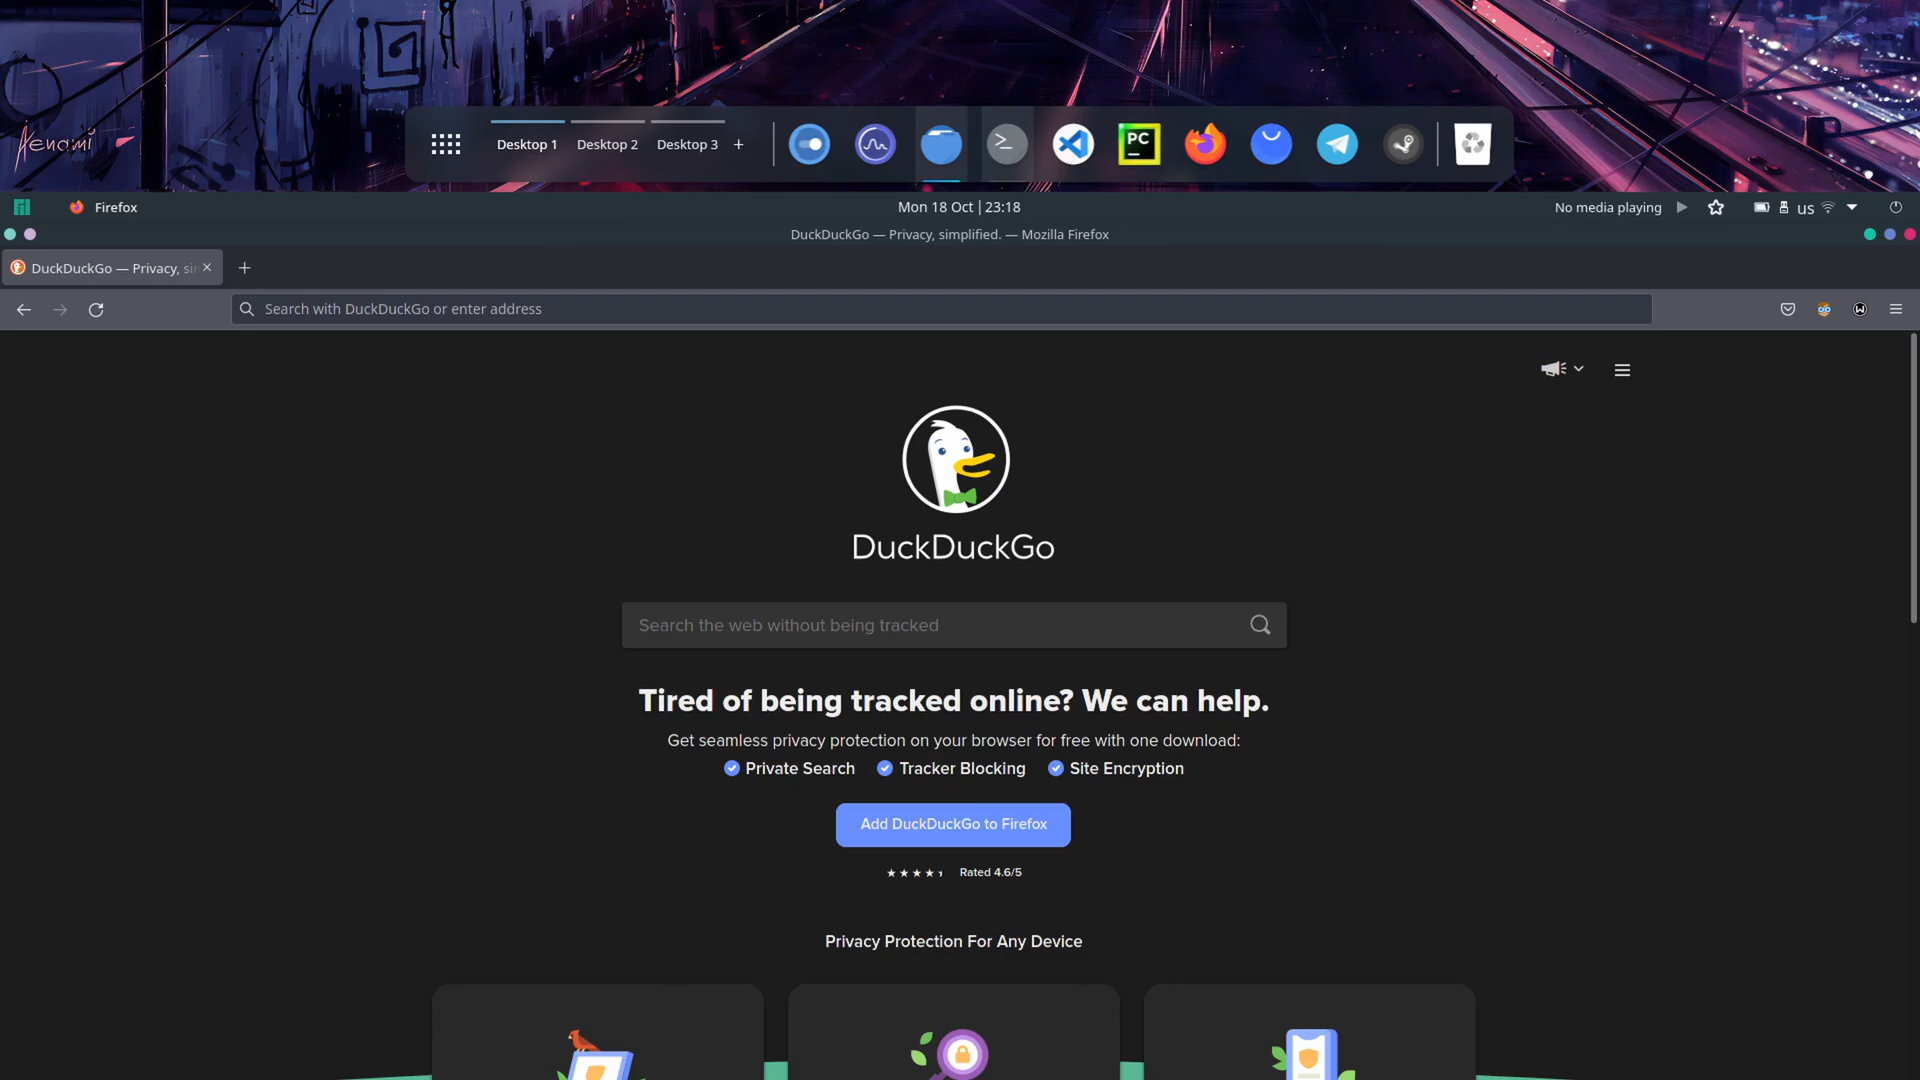 Xenami
Desktop 1 Desktop 2 Desktop 3 +
PC
Firefox
Mon 18 Oct | 23:18
No media playing
us
DuckDuckGo — Privacy, simplified. — Mozilla Firefox
DuckDuckGo — Privacy, si
Search with DuckDuckGo or enter address
DuckDuckGo
Search the web without being tracked
Tired of being tracked online? We can help.
Get seamless privacy protection on your browser for free with one download:
Private Search Tracker Blocking Site Encryption
Add DuckDuckGo to Firefox
Rated 4.6/5
Privacy Protection For Any Device